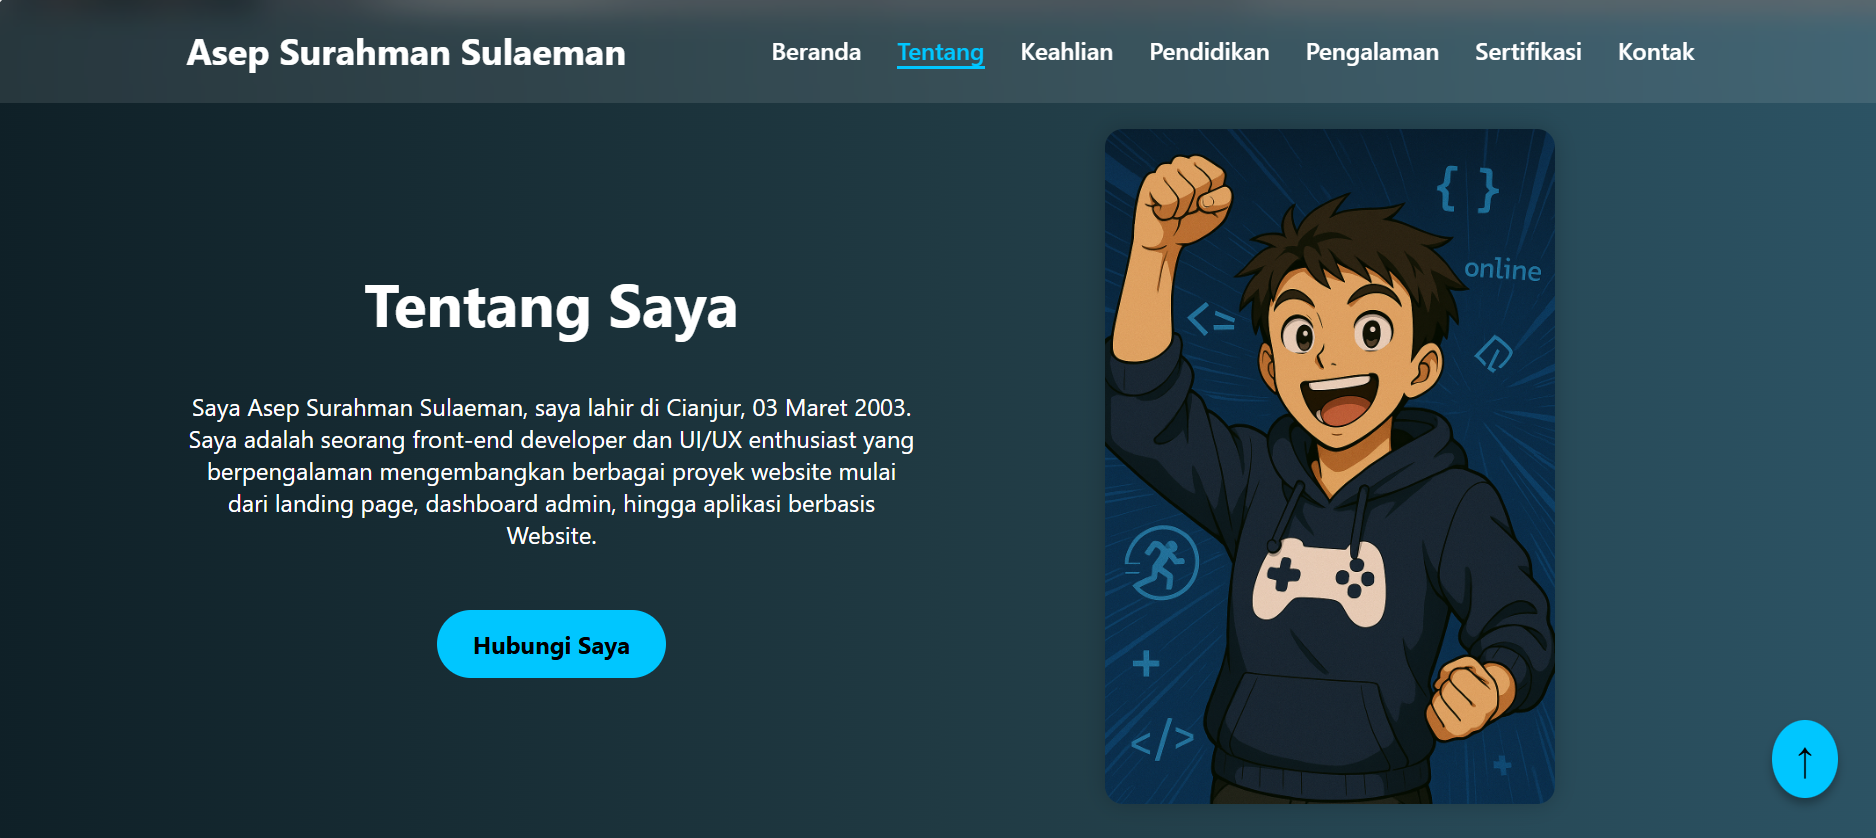 Asep Surahman Sulaeman
Beranda Tentang Keahlian Pendidikan Pengalaman Sertifikasi Kontak
Tentang Saya
Saya Asep Surahman Sulaeman, saya lahir di Cianjur, 03 Maret 2003.
Saya adalah seorang front-end developer dan UI/UX enthusiast yang
berpengalaman mengembangkan berbagai proyek website mulai
dari landing page, dashboard admin, hingga aplikasi berbasis
Website.
Hubungi Saya
{ }
online
<=
+
</>
+
↑